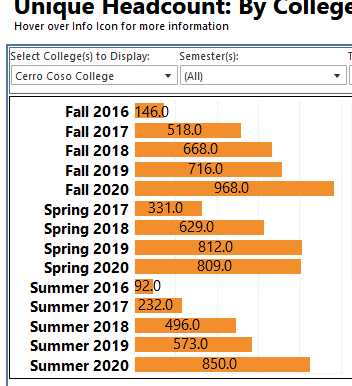 Unique Headcount: By College
Hover over Info Icon for more information
Select College(s) to Display: Semester(s):
Cerro Coso College (All)
Fall 2016 146.0
Fall 2017 518.0
Fall 2018 668.0
Fall 2019 716.0
Fall 2020 968.0
Spring 2017 331.0
Spring 2018 629.0
Spring 2019 812.0
Spring 2020 809.0
Summer 2016 92.0
Summer 2017 232.0
Summer 2018 496.0
Summer 2019 573.0
Summer 2020 850.0